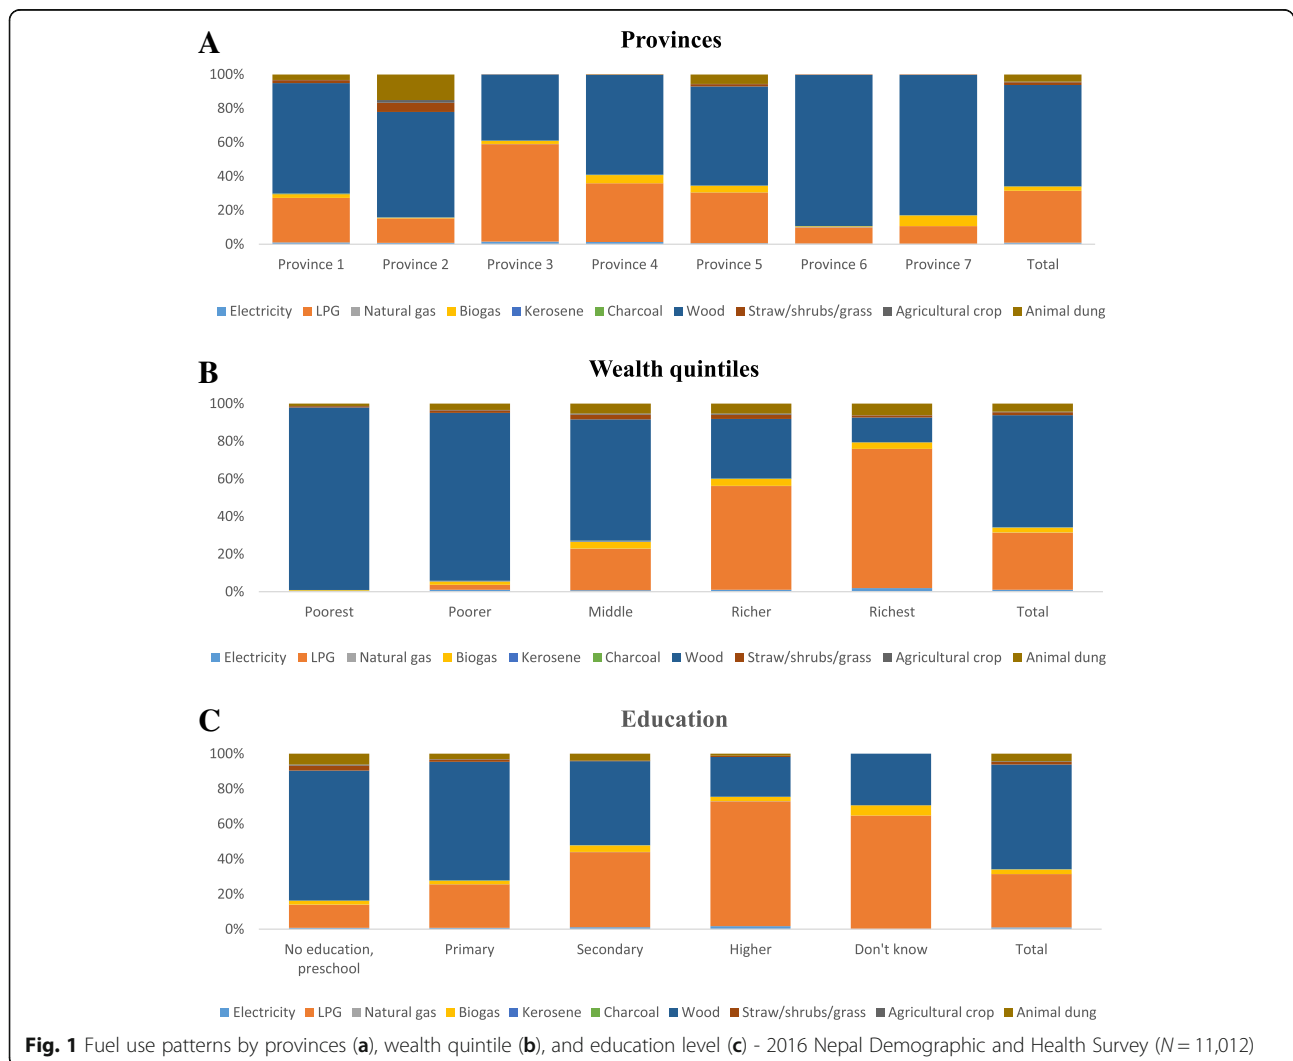 A
Provinces
100%
80%
60%
40%
20%
0%
Province 1 Province 2 Province 3 Province 4 Province 5 Province 6 Province 7 Total
Electricity LPG Natural gas Biogas Kerosene Charcoal Wood Straw/shrubs/grass Agricultural crop Animal dung
B
Wealth quintiles
100%
80%
60%
40%
20%
0%
Poorest Poorer Middle Richer Richest Total
Electricity LPG Natural gas Biogas Kerosene Charcoal Wood Straw/shrubs/grass Agricultural crop Animal dung
C
Education
100%
80%
60%
40%
20%
0%
No education, preschool Primary Secondary Higher Don't know Total
Electricity LPG Natural gas Biogas Kerosene Charcoal Wood Straw/shrubs/grass Agricultural crop Animal dung
Fig. 1 Fuel use patterns by provinces (a), wealth quintile (b), and education level (c) - 2016 Nepal Demographic and Health Survey (N = 11,012)